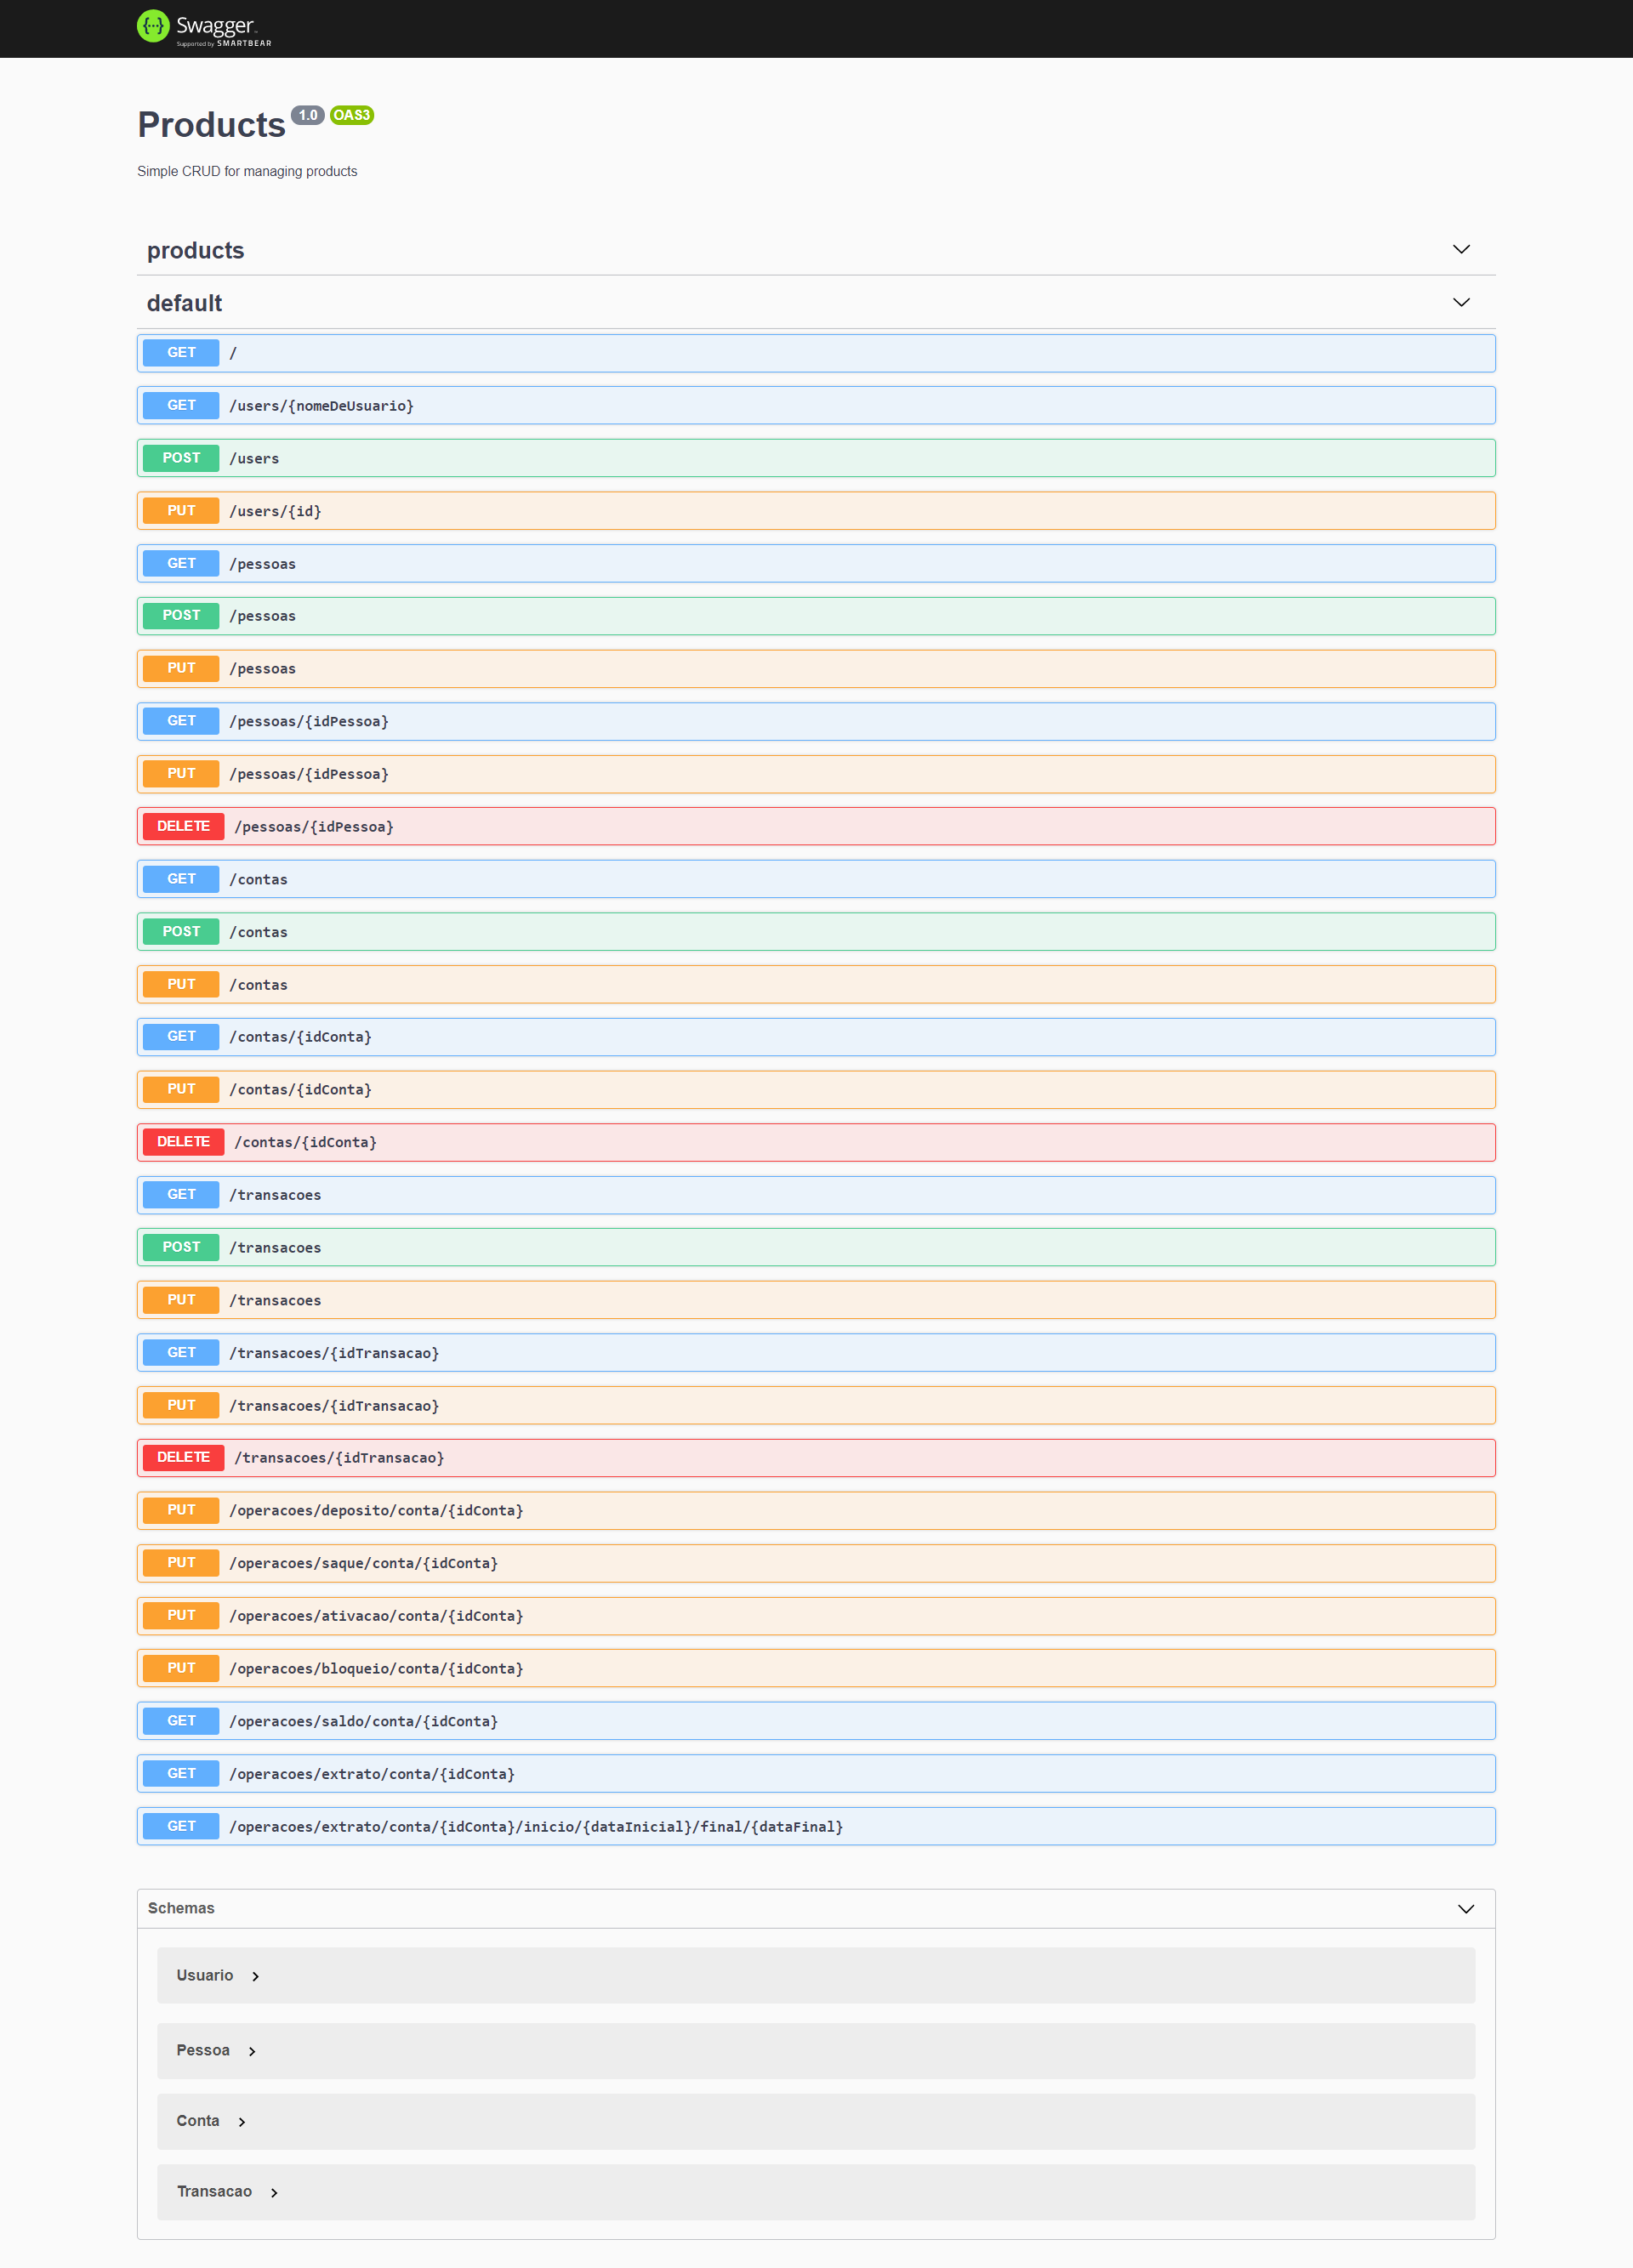 Swagger
Supported by SMARTBEAR
Products 1.0 OAS3
Simple CRUD for managing products
products
default
GET /
GET /users/{nomeDeUsuario}
POST /users
PUT /users/{id}
GET /pessoas
POST /pessoas
PUT /pessoas
GET /pessoas/{idPessoa}
PUT /pessoas/{idPessoa}
DELETE /pessoas/{idPessoa}
GET /contas
POST /contas
PUT /contas
GET /contas/{idConta}
PUT /contas/{idConta}
DELETE /contas/{idConta}
GET /transacoes
POST /transacoes
PUT /transacoes
GET /transacoes/{idTransacao}
PUT /transacoes/{idTransacao}
DELETE /transacoes/{idTransacao}
PUT /operacoes/deposito/conta/{idConta}
PUT /operacoes/saque/conta/{idConta}
PUT /operacoes/ativacao/conta/{idConta}
PUT /operacoes/bloqueio/conta/{idConta}
GET /operacoes/saldo/conta/{idConta}
GET /operacoes/extrato/conta/{idConta}
GET /operacoes/extrato/conta/{idConta}/inicio/{dataInicial}/final/{dataFinal}
Schemas
Usuario
Pessoa
Conta
Transacao